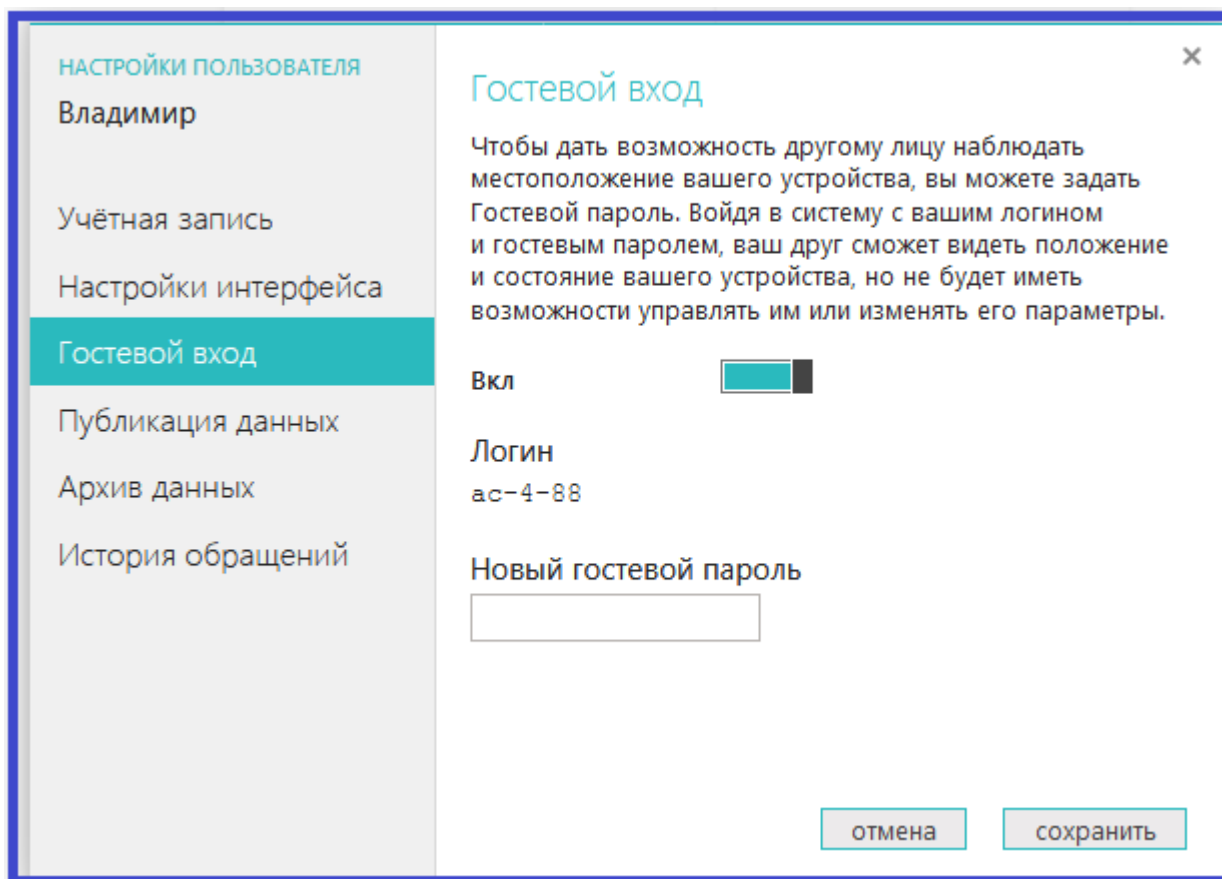 НАСТРОЙКИ ПОЛЬЗОВАТЕЛЯ
Владимир
Учётная запись
Настройки интерфейса
Гостевой вход
Публикация данных
Архив данных
История обращений
Гостевой вход
Чтобы дать возможность другому лицу наблюдать
местоположение вашего устройства, вы можете задать
Гостевой пароль. Войдя в систему с вашим логином
и гостевым паролем, ваш друг сможет видеть положение
и состояние вашего устройства, но не будет иметь
возможности управлять им или изменять его параметры.
Вкл
Логин
ac-4-88
Новый гостевой пароль
отмена
сохранить